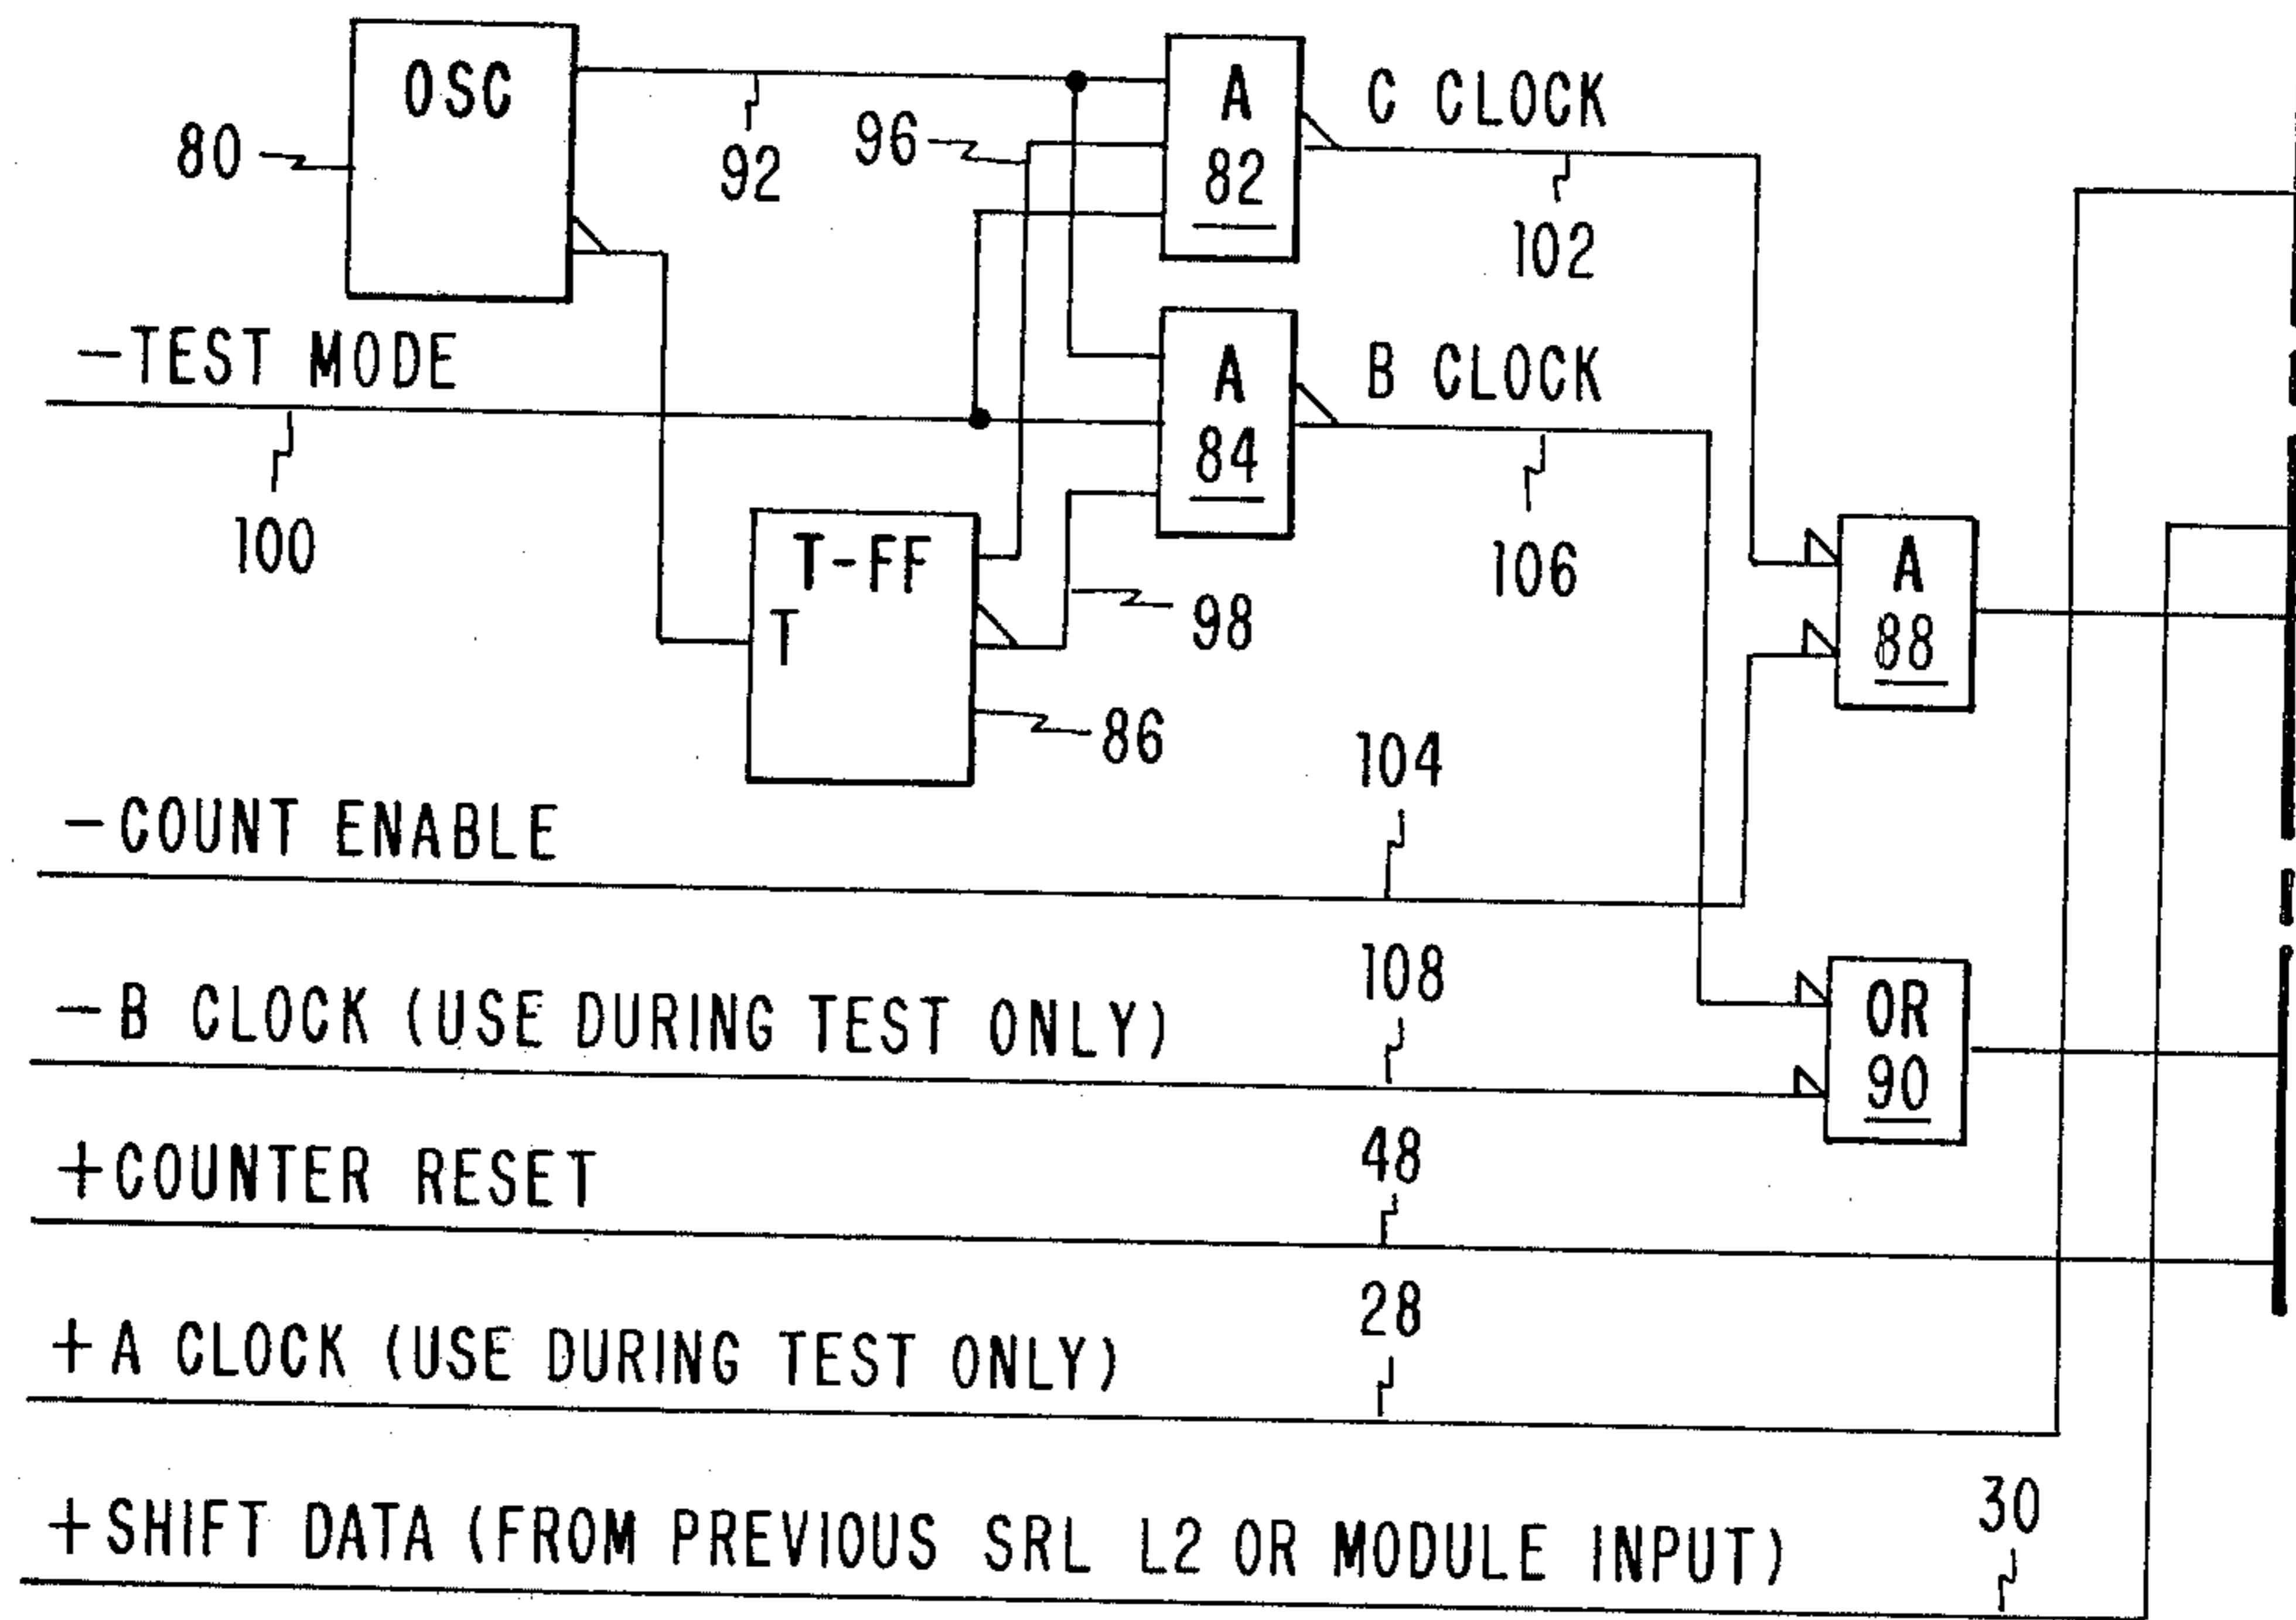 OSC
80
92
96
A
82
C CLOCK
102
—TEST MODE
100
A
84
B CLOCK
106
T-FF
T
98
86
A
88
104
—COUNT ENABLE
108
—B CLOCK (USE DURING TEST ONLY)
OR
90
48
+COUNTER RESET
28
+A CLOCK (USE DURING TEST ONLY)
30
+SHIFT DATA (FROM PREVIOUS SRL L2 OR MODULE INPUT)